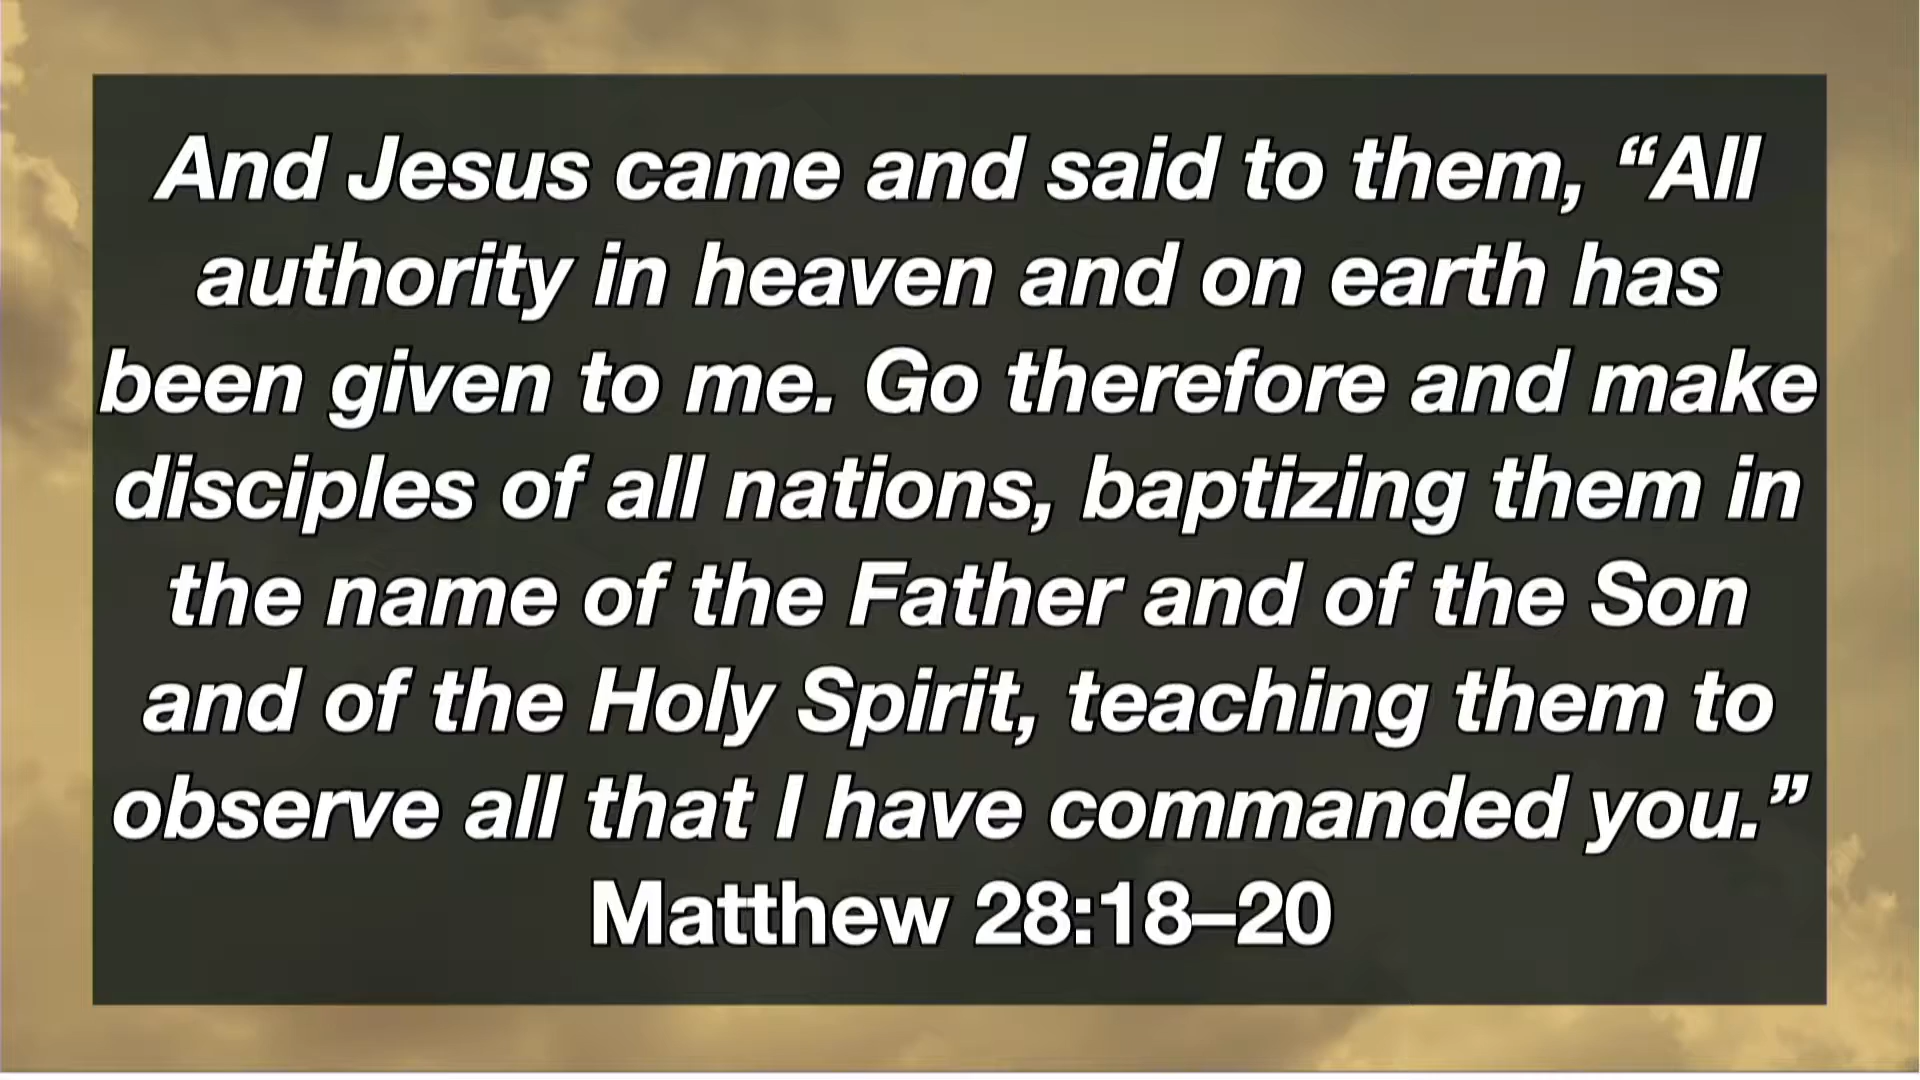 And Jesus came and said to them, “All
authority in heaven and on earth has
been given to me. Go therefore and make
disciples of all nations, baptizing them in
the name of the Father and of the Son
and of the Holy Spirit, teaching them to
observe all that I have commanded you.”
Matthew 28:18–20